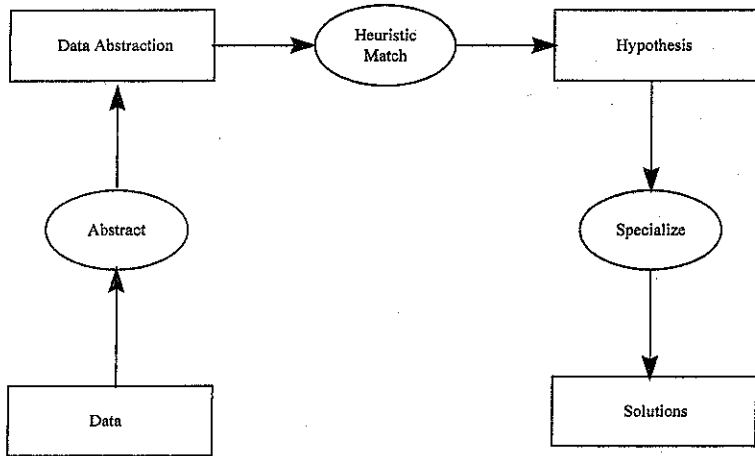 Data Abstraction
Heuristic
Match
Hypothesis
Abstract
Specialize
Data
Solutions